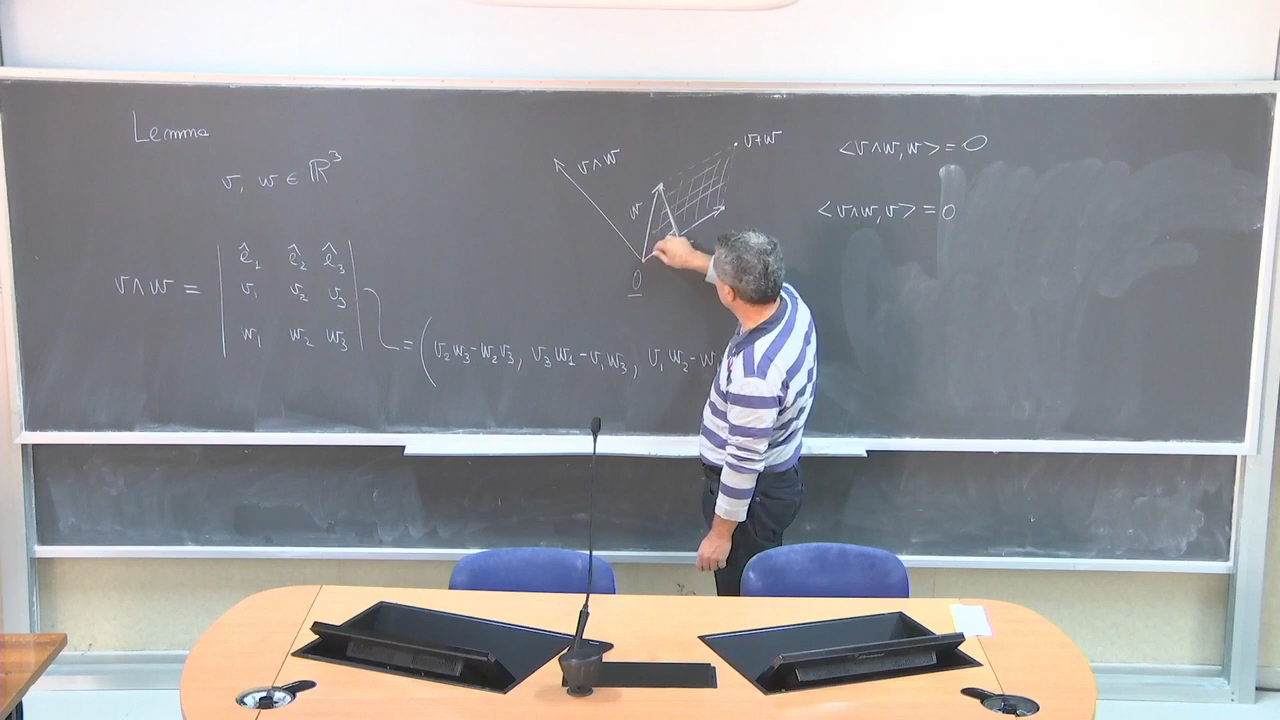 Lemma
v, w ∈ ℝ³
v∧w = | ê₁ ê₂ ê₃ |
| v₁ v₂ v₃ |
| w₁ w₂ w₃ |
= ( v₂w₃ - w₂v₃, v₃w₁ - v₁w₃, v₁w₂ - w
v∧w
w
v+w
0
<v∧w, w> = 0
<v∧w, v> = 0